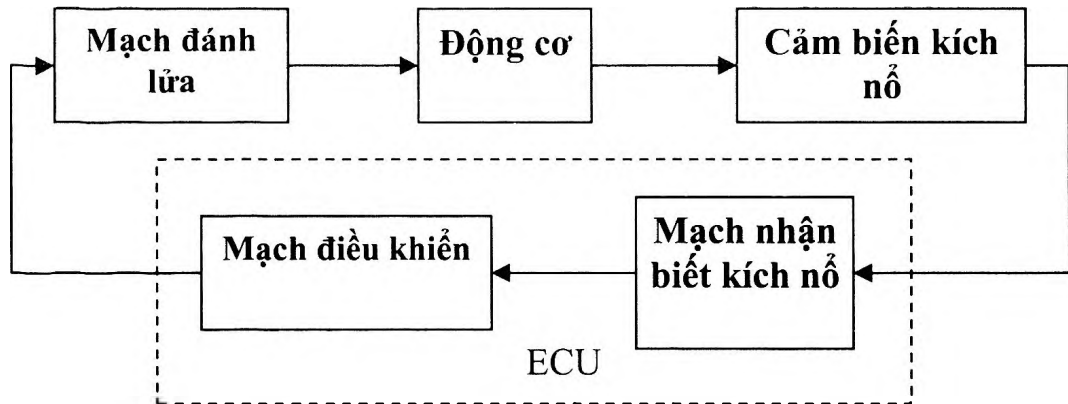 Mạch đánh
lửa
Động cơ
Cảm biến kích
nổ
Mạch điều khiển
Mạch nhận
biết kích nổ
ECU